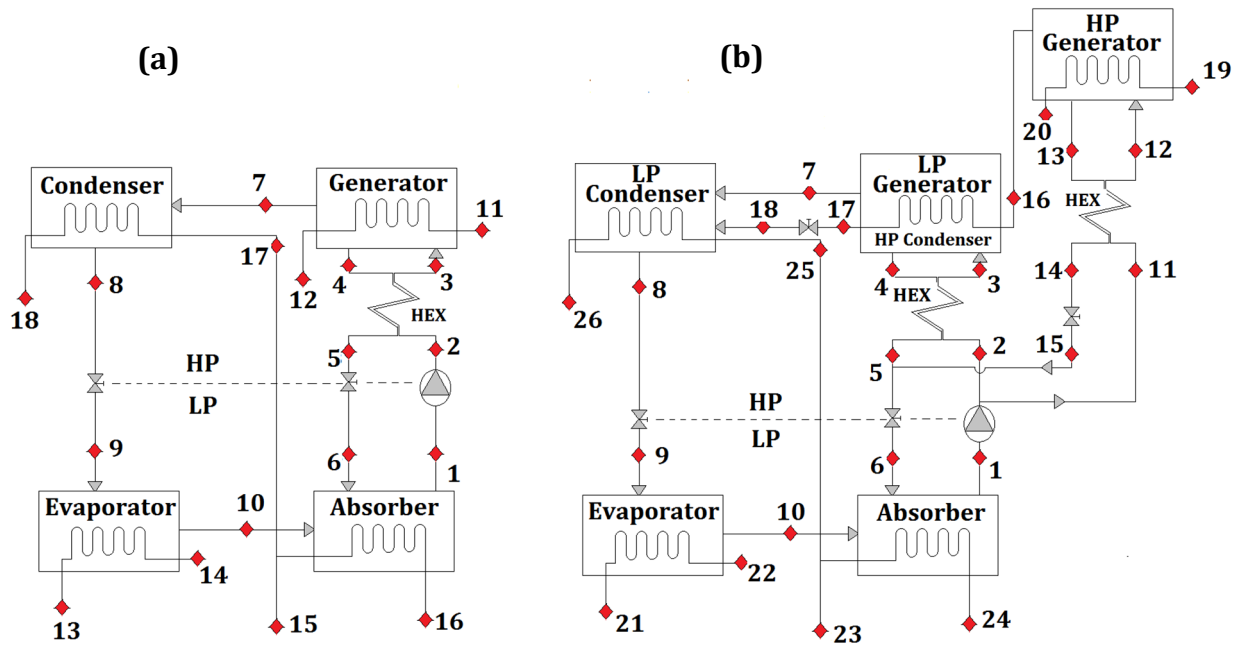 (a)
Condenser
7
Generator
11
17
8
4
3
12
18
HEX
5
2
HP
LP
9
6
1
Evaporator
10
Absorber
14
13
15
16
(b)
HP
Generator
19
20
13
12
LP
Condenser
7
LP
Generator
16
HEX
18
17
HP Condenser
25
4
3
14
11
8
26
HEX
2
15
5
HP
LP
9
6
1
Evaporator
10
Absorber
22
21
23
24